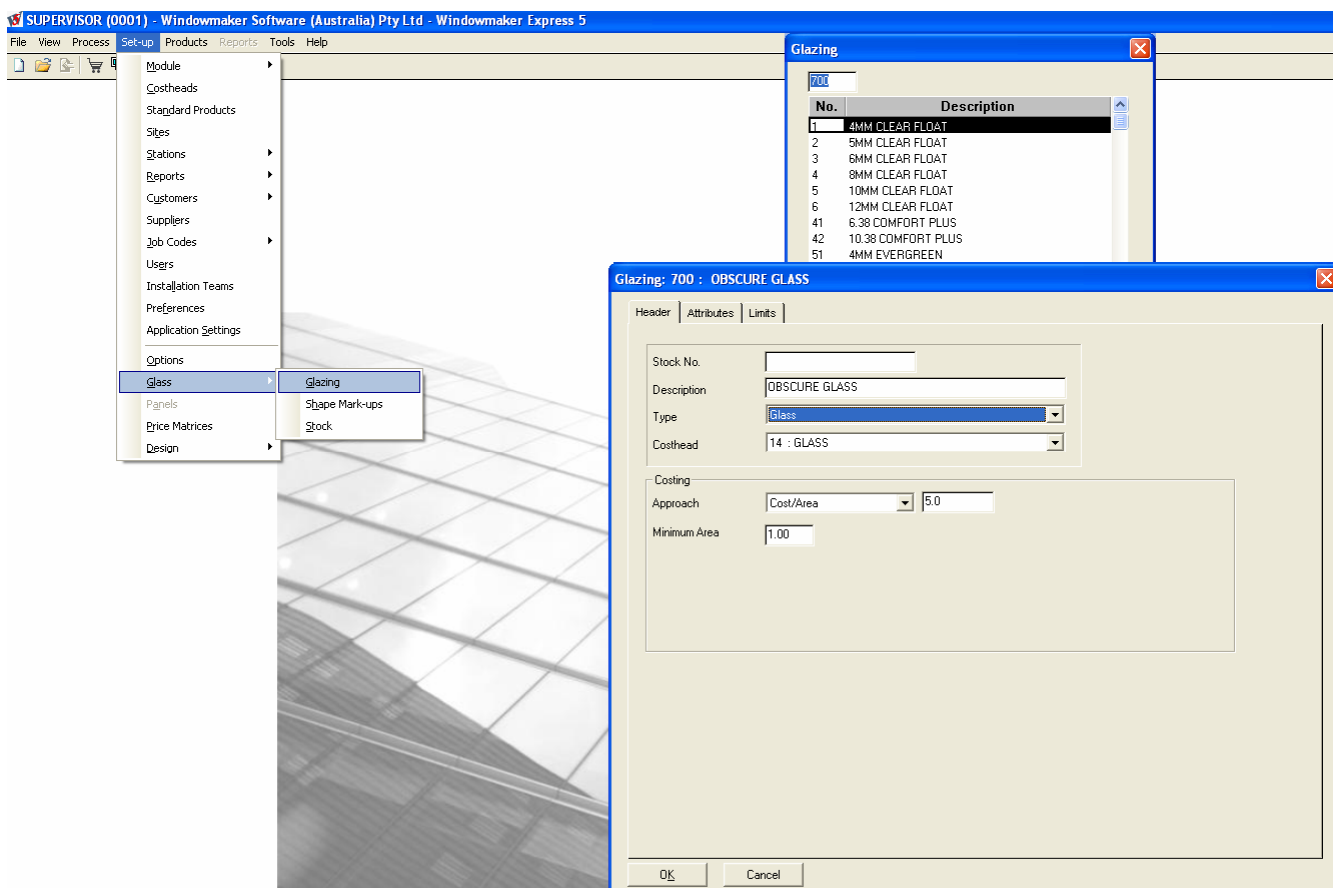 SUPERVISOR (0001) - Windowmaker Software (Australia) Pty Ltd - Windowmaker Express 5
File View Process Set-up Products Reports Tools Help
Module
Costheads
Standard Products
Sites
Stations
Reports
Customers
Suppliers
Job Codes
Users
Installation Teams
Preferences
Application Settings
Options
Glass
Panels
Price Matrices
Design
Glazing
Shape Mark-ups
Stock
Glazing
700
No. Description
1 4MM CLEAR FLOAT
2 5MM CLEAR FLOAT
3 6MM CLEAR FLOAT
4 8MM CLEAR FLOAT
5 10MM CLEAR FLOAT
6 12MM CLEAR FLOAT
41 6.38 COMFORT PLUS
42 10.38 COMFORT PLUS
51 4MM EVERGREEN
Glazing: 700 : OBSCURE GLASS
Header Attributes Limits
Stock No.
Description OBSCURE GLASS
Type Glass
Costhead 14 : GLASS
Costing
Approach Cost/Area 5.0
Minimum Area 1.00
OK Cancel